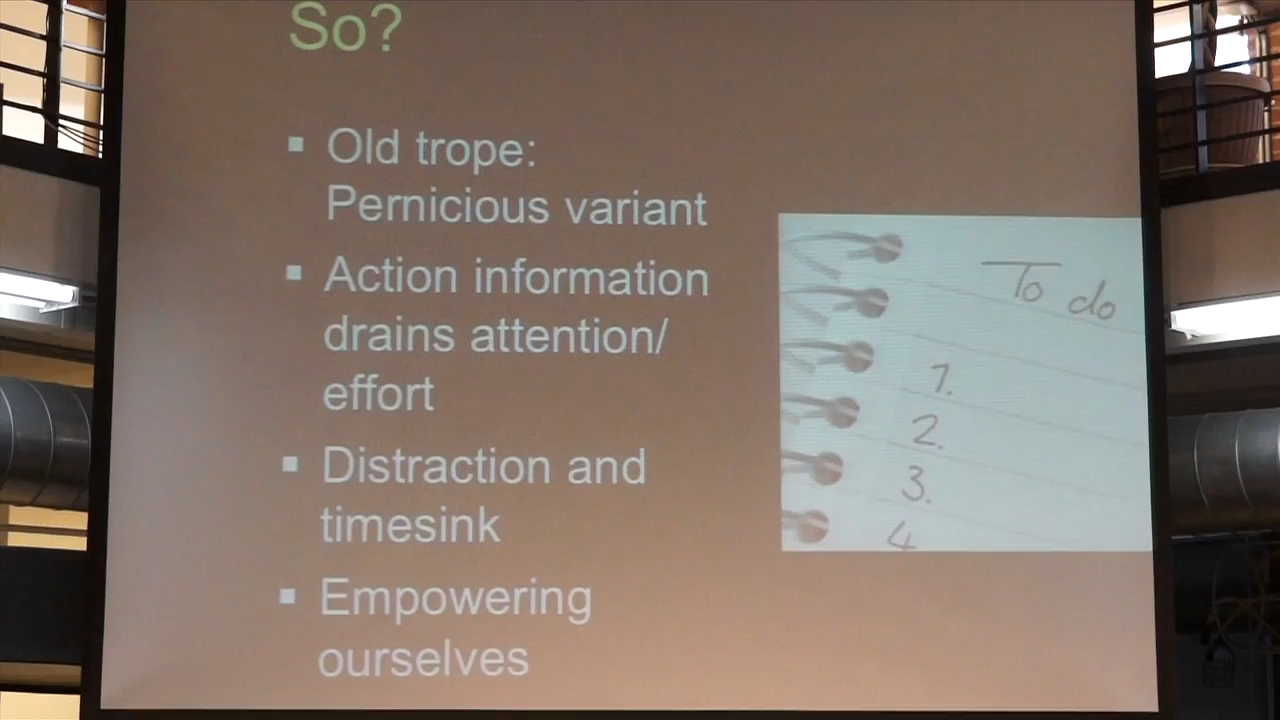 So?
▪ Old trope:
Pernicious variant
▪ Action information
drains attention/
effort
▪ Distraction and
timesink
▪ Empowering
ourselves
To do
1.
2.
3.
4